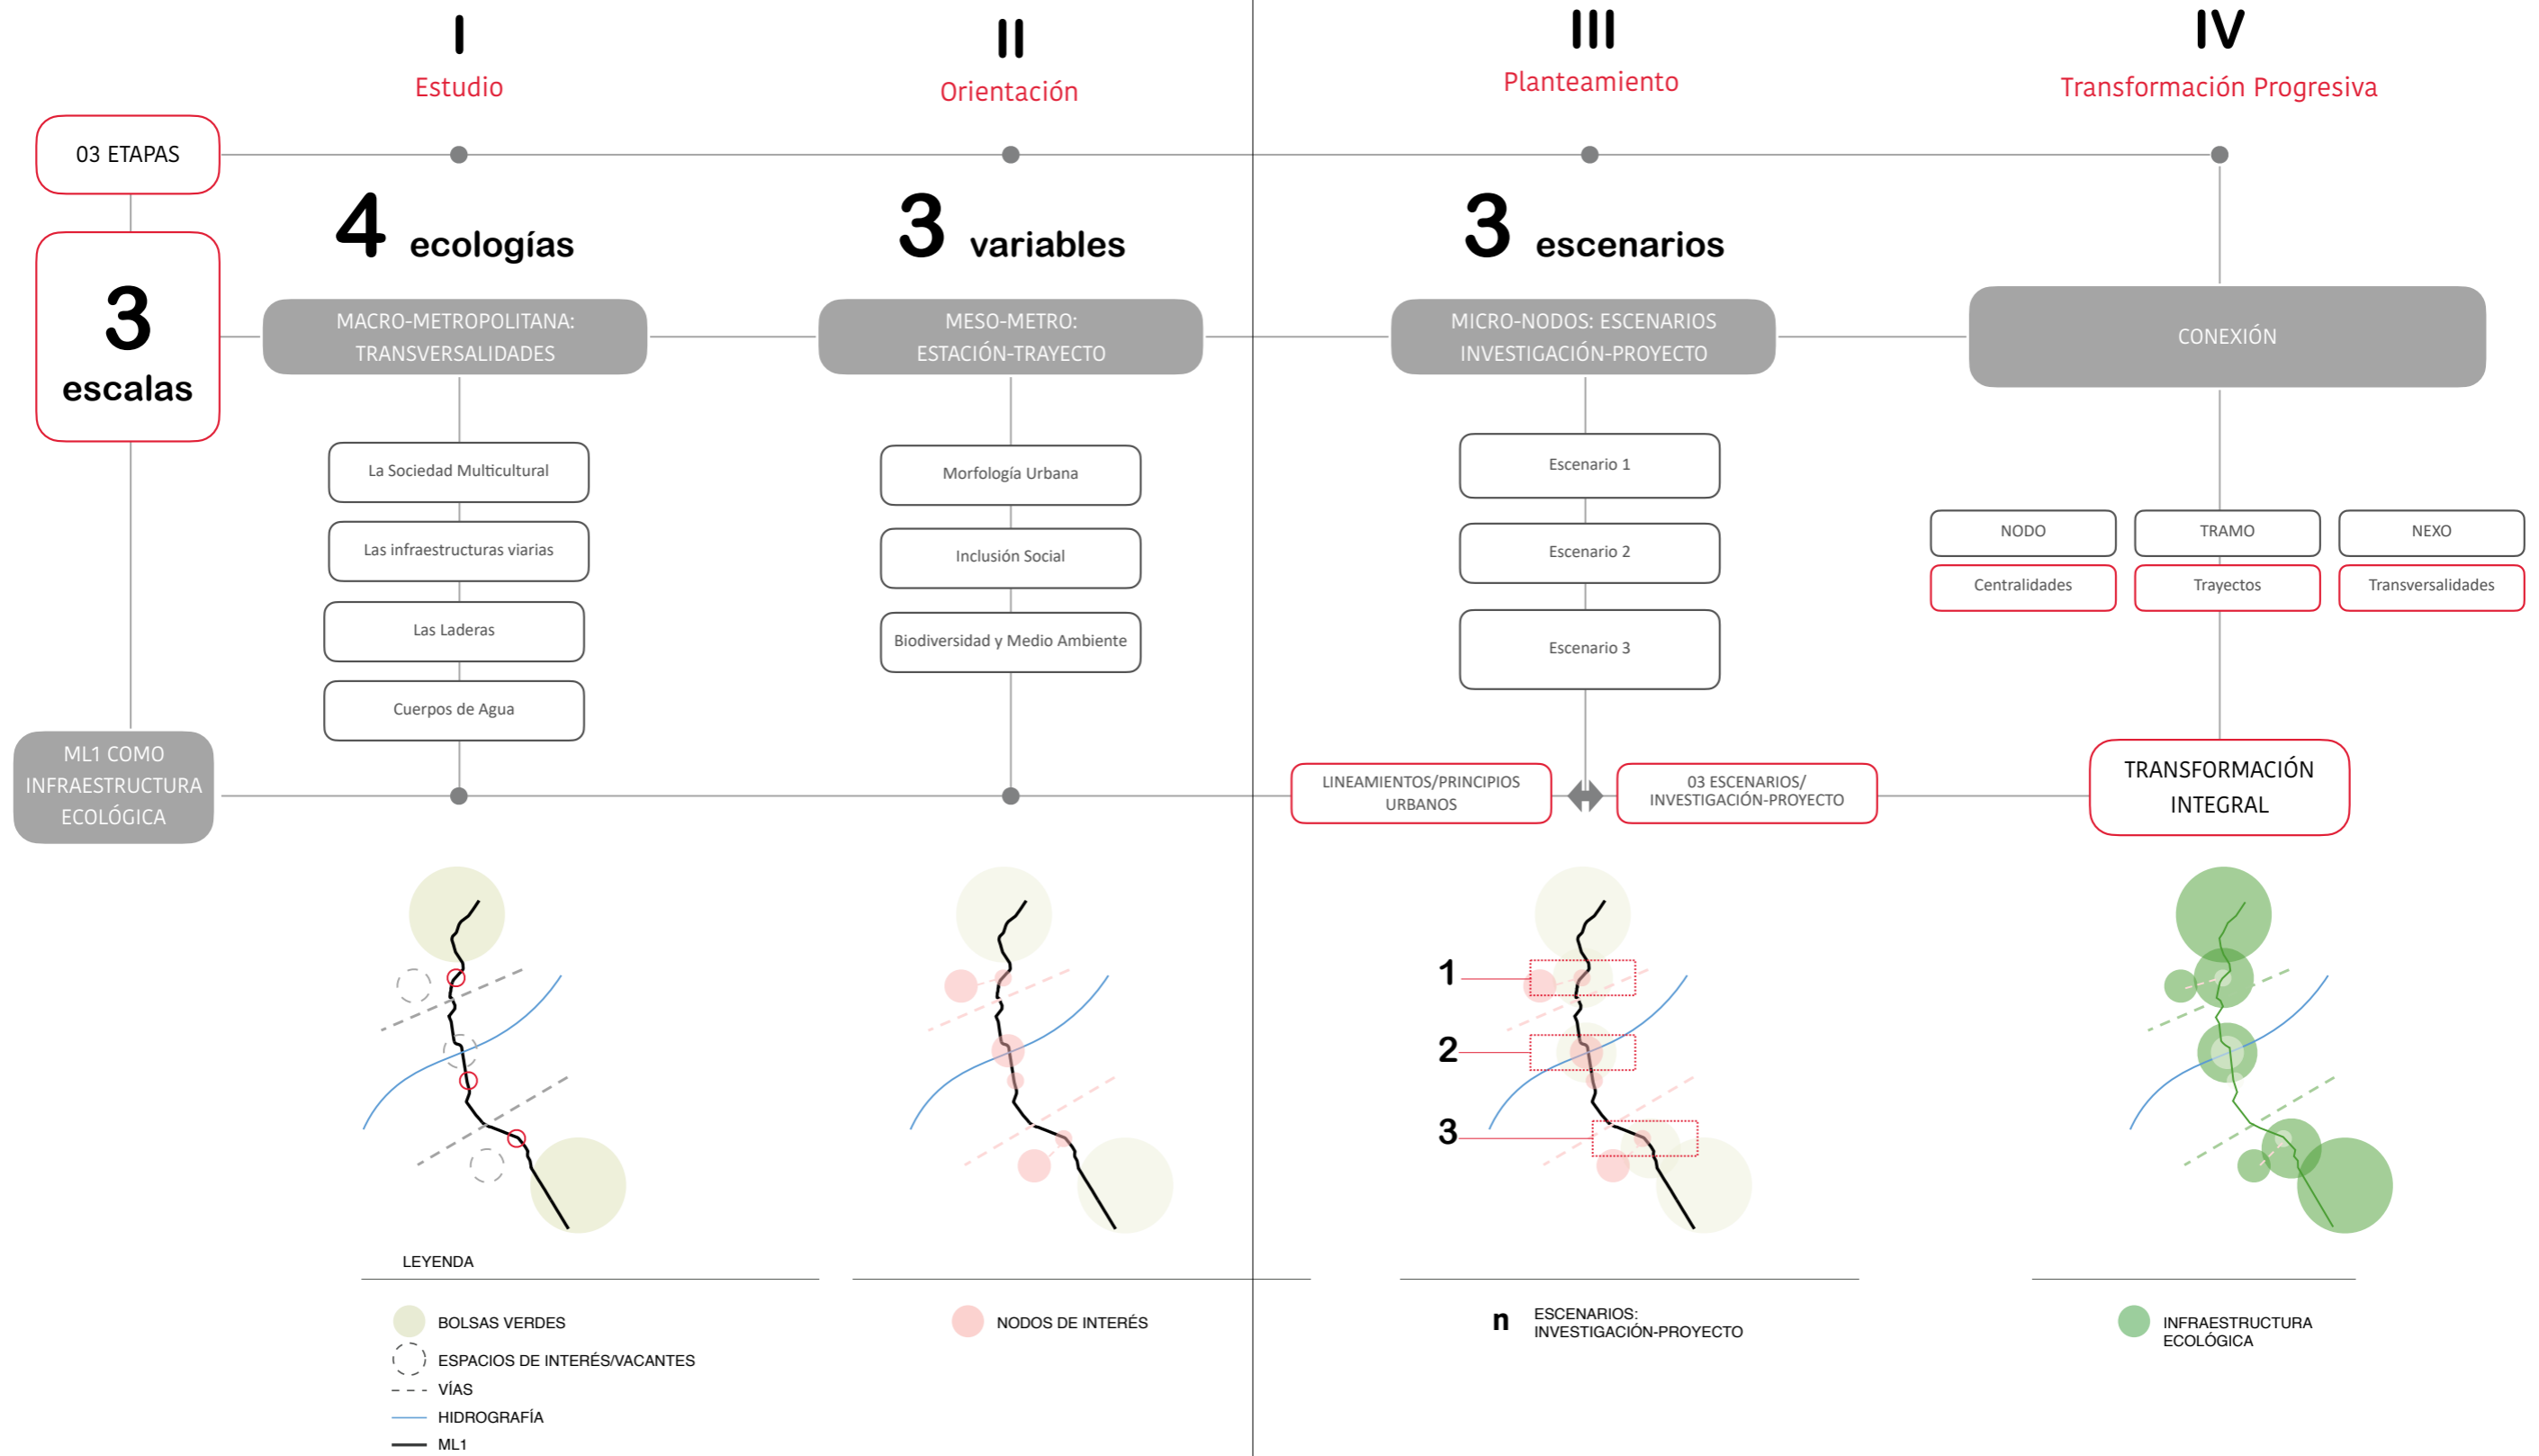 I
II
III
IV
Estudio
Orientación
Planteamiento
Transformación Progresiva
03 ETAPAS
4 ecologías
3 variables
3 escenarios
3
escalas
MACRO-METROPOLITANA:
TRANSVERSALIDADES
MESO-METRO:
ESTACIÓN-TRAYECTO
MICRO-NODOS: ESCENARIOS
INVESTIGACIÓN-PROYECTO
CONEXIÓN
La Sociedad Multicultural
Las infraestructuras viarias
Las Laderas
Cuerpos de Agua
Morfología Urbana
Inclusión Social
Biodiversidad y Medio Ambiente
Escenario 1
Escenario 2
Escenario 3
NODO
TRAMO
NEXO
Centralidades
Trayectos
Transversalidades
ML1 COMO
INFRAESTRUCTURA
ECOLÓGICA
LINEAMIENTOS/PRINCIPIOS
URBANOS
03 ESCENARIOS/
INVESTIGACIÓN-PROYECTO
TRANSFORMACIÓN
INTEGRAL
1
2
3
LEYENDA
BOLSAS VERDES
ESPACIOS DE INTERÉS/VACANTES
VÍAS
HIDROGRAFÍA
ML1
NODOS DE INTERÉS
n ESCENARIOS:
INVESTIGACIÓN-PROYECTO
INFRAESTRUCTURA
ECOLÓGICA